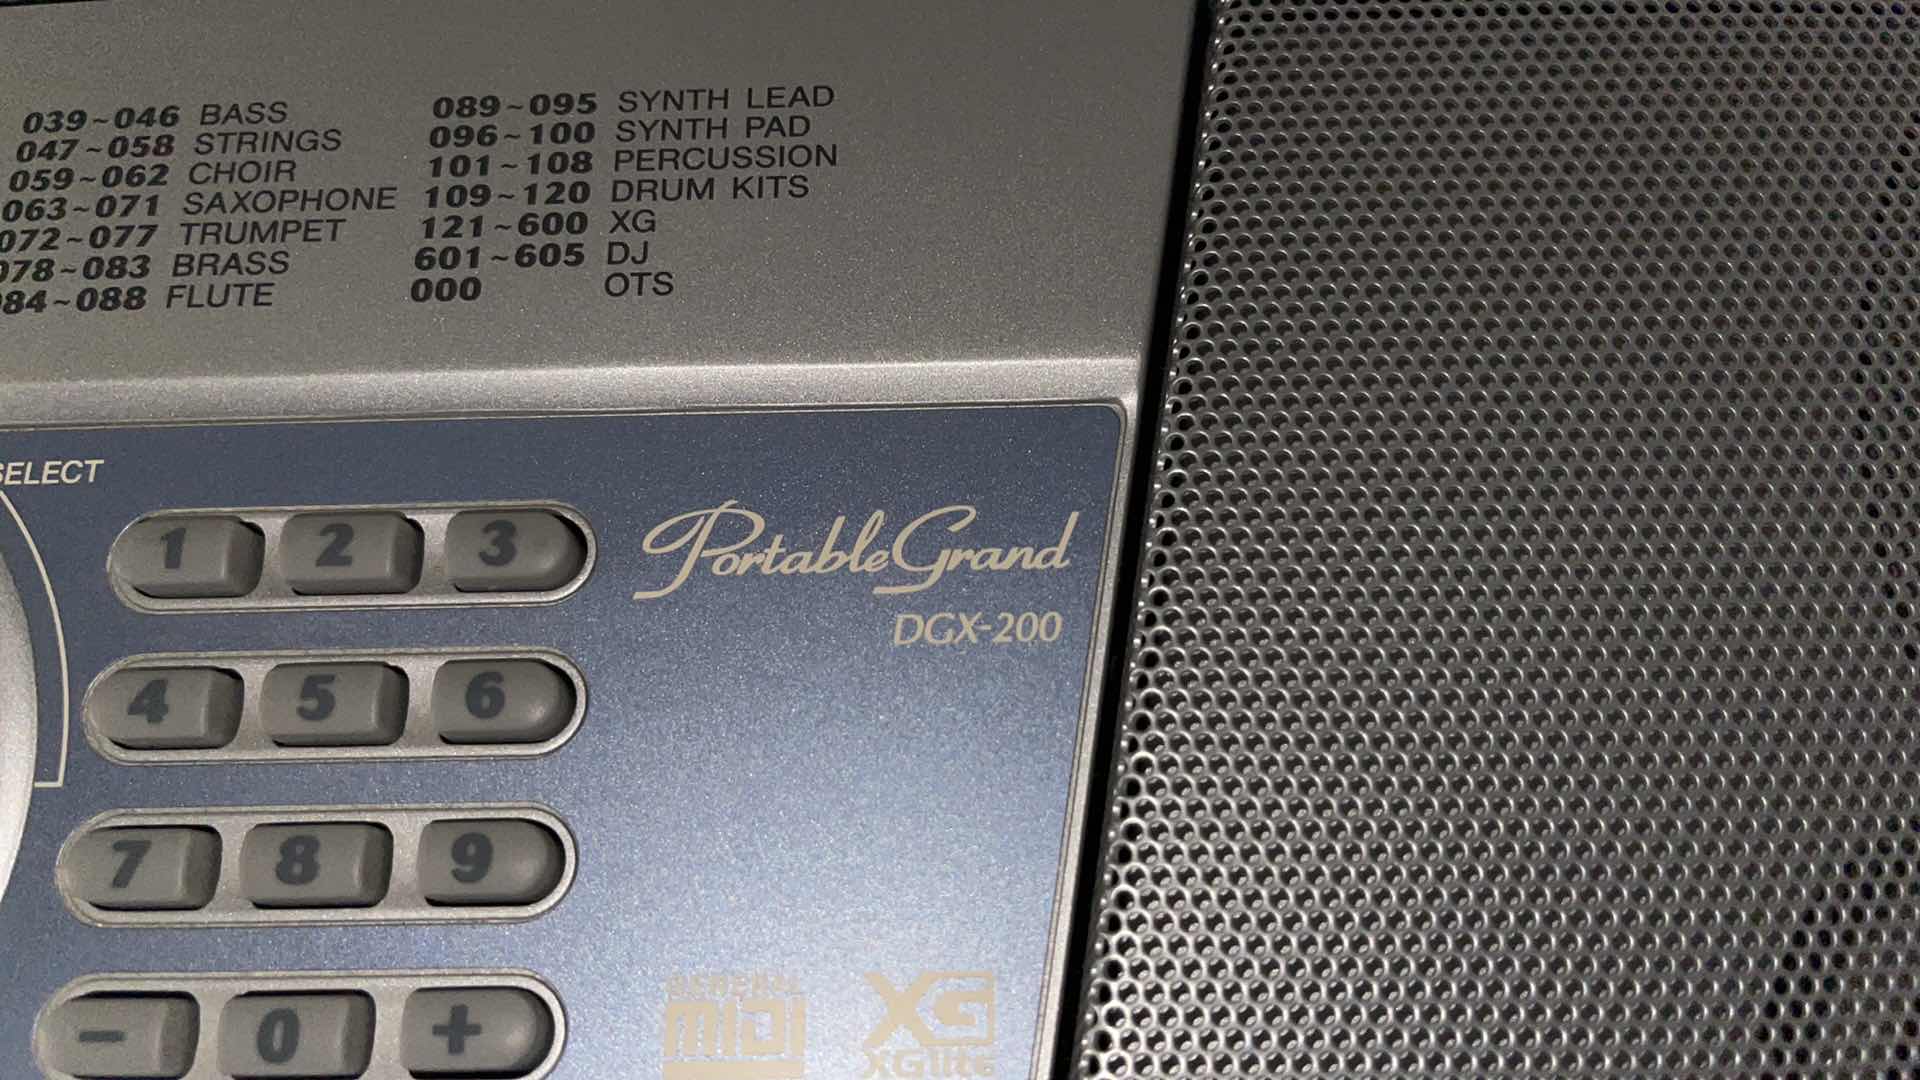 039~046 BASS
047~058 STRINGS
059~062 CHOIR
063~071 SAXOPHONE
072~077 TRUMPET
078~083 BRASS
084~088 FLUTE
089~095 SYNTH LEAD
096~100 SYNTH PAD
101~108 PERCUSSION
109~120 DRUM KITS
121~600 XG
601~605 DJ
000 OTS
SELECT
1 2 3
PortableGrand
DGX-200
4 5 6
7 8 9
- 0 +
GENERAL
MIDI
XG
XGlite